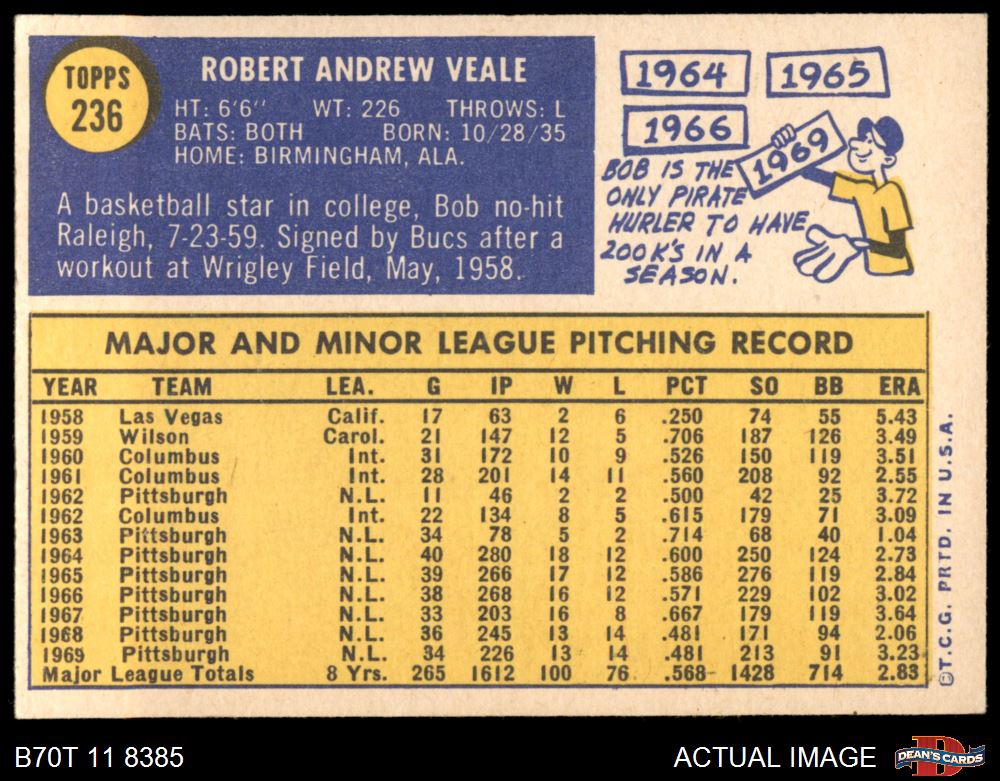 TOPPS
236
ROBERT ANDREW VEALE
HT: 6'6" WT: 226 THROWS: L
BATS: BOTH BORN: 10/28/35
HOME: BIRMINGHAM, ALA.
A basketball star in college, Bob no-hit
Raleigh, 7-23-59. Signed by Bucs after a
workout at Wrigley Field, May, 1958.
1964 1965
1966 1969
BOB IS THE
ONLY PIRATE
HURLER TO HAVE
200 K'S IN A
SEASON.
MAJOR AND MINOR LEAGUE PITCHING RECORD
YEAR TEAM LEA. G IP W L PCT SO BB ERA
1958 Las Vegas Calif. 17 63 2 6 .250 74 55 5.43
1959 Wilson Carol. 21 147 12 5 .706 187 126 3.49
1960 Columbus Int. 31 172 10 9 .526 150 119 3.51
1961 Columbus Int. 28 201 14 11 .560 208 92 2.55
1962 Pittsburgh N.L. 11 46 2 2 .500 42 25 3.72
1962 Columbus Int. 22 134 8 5 .615 179 71 3.09
1963 Pittsburgh N.L. 34 78 5 2 .714 68 40 1.04
1964 Pittsburgh N.L. 40 280 18 12 .600 250 124 2.73
1965 Pittsburgh N.L. 39 266 17 12 .586 276 119 2.84
1966 Pittsburgh N.L. 38 268 16 12 .571 229 102 3.02
1967 Pittsburgh N.L. 33 203 16 8 .667 179 119 3.64
1968 Pittsburgh N.L. 36 245 13 14 .481 171 94 2.06
1969 Pittsburgh N.L. 34 226 13 14 .481 213 91 3.23
Major League Totals 8 Yrs. 265 1612 100 76 .568 1428 714 2.83
©T.C.G. PRTD. IN U.S.A.
B70T 11 8385
ACTUAL IMAGE
DEAN'S CARDS